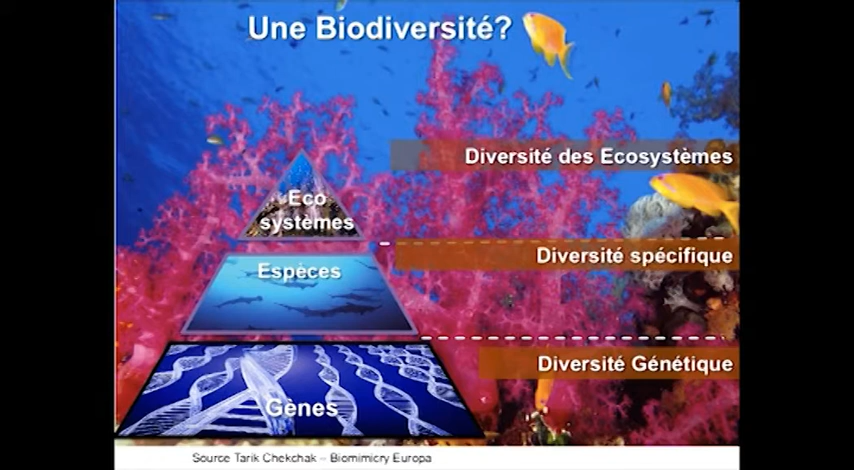 Une Biodiversité?
Diversité des Ecosystèmes
Eco
systèmes
Diversité spécifique
Espèces
Diversité Génétique
Gènes
Source Tarik Chekchak – Biomimicry Europa